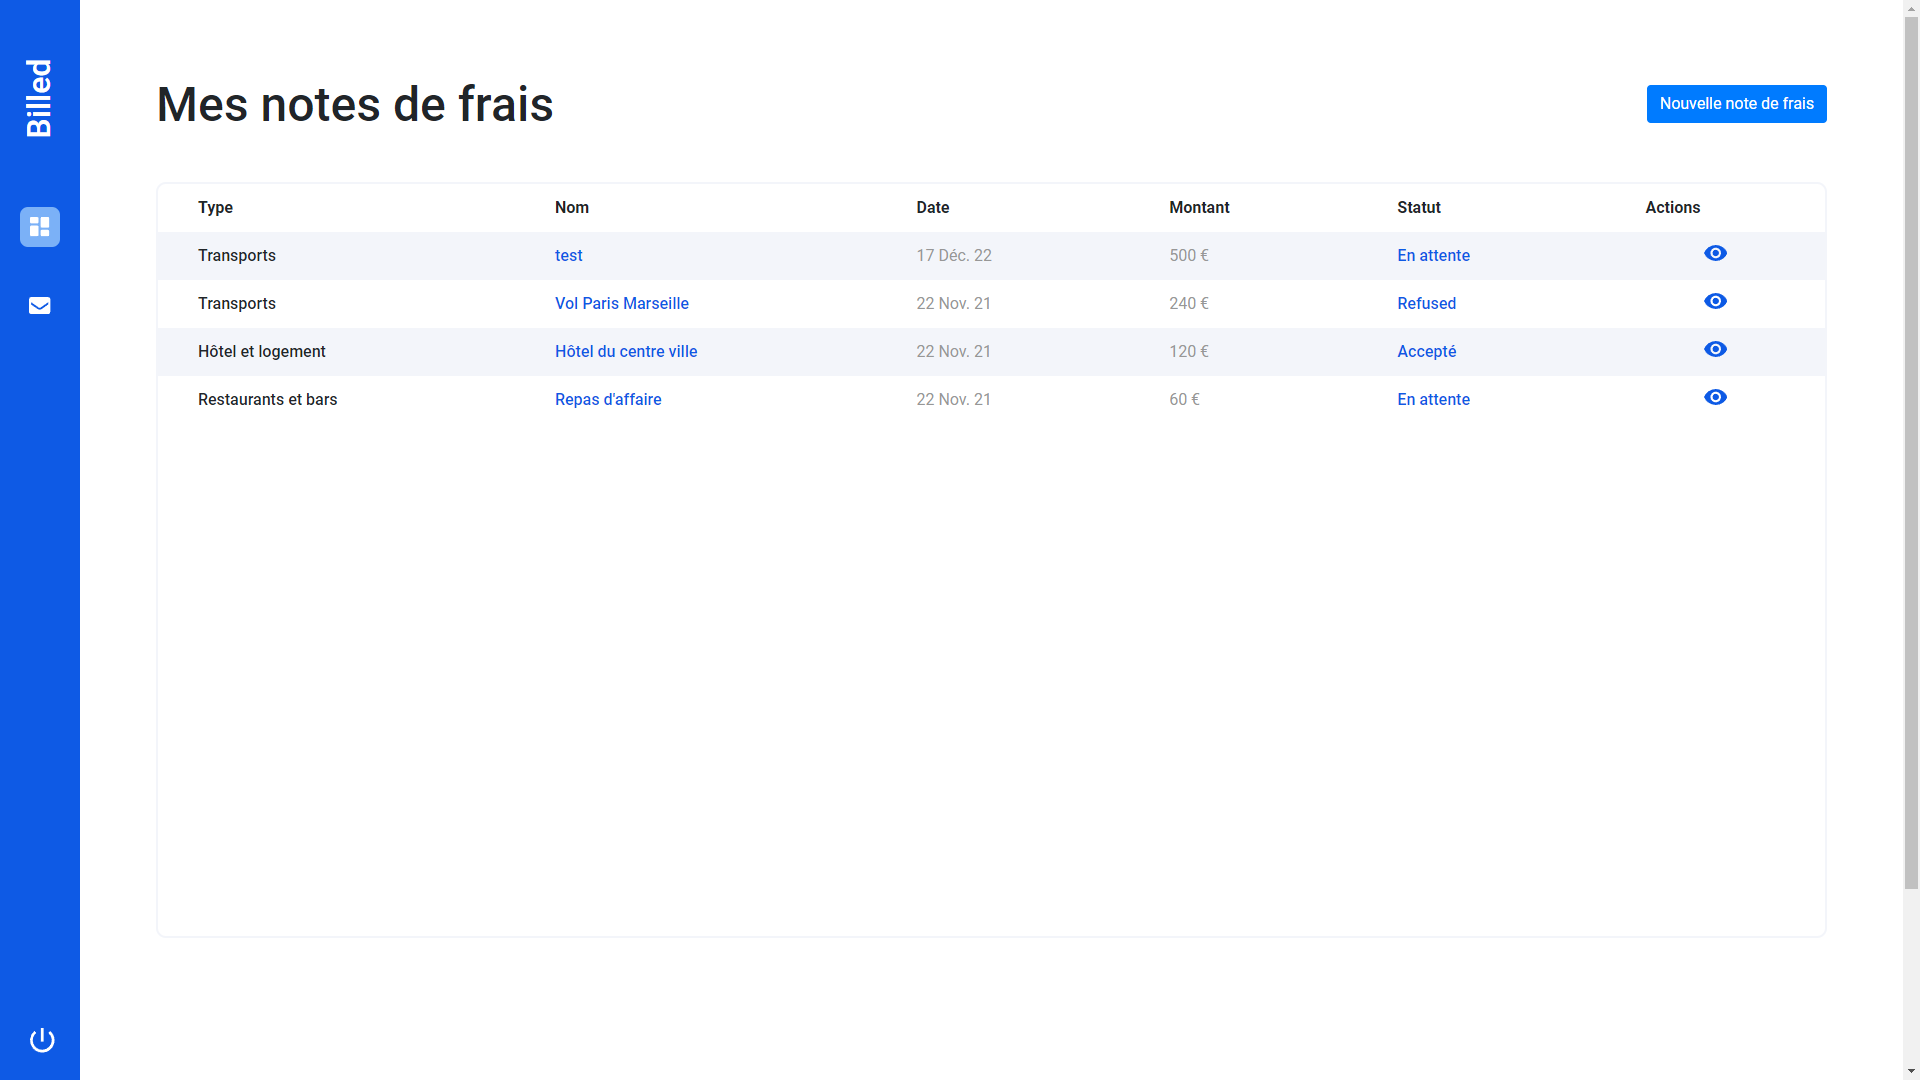 Billed
Mes notes de frais
Nouvelle note de frais
Type Nom Date Montant Statut Actions
Transports test 17 Déc. 22 500 € En attente
Transports Vol Paris Marseille 22 Nov. 21 240 € Refused
Hôtel et logement Hôtel du centre ville 22 Nov. 21 120 € Accepté
Restaurants et bars Repas d'affaire 22 Nov. 21 60 € En attente